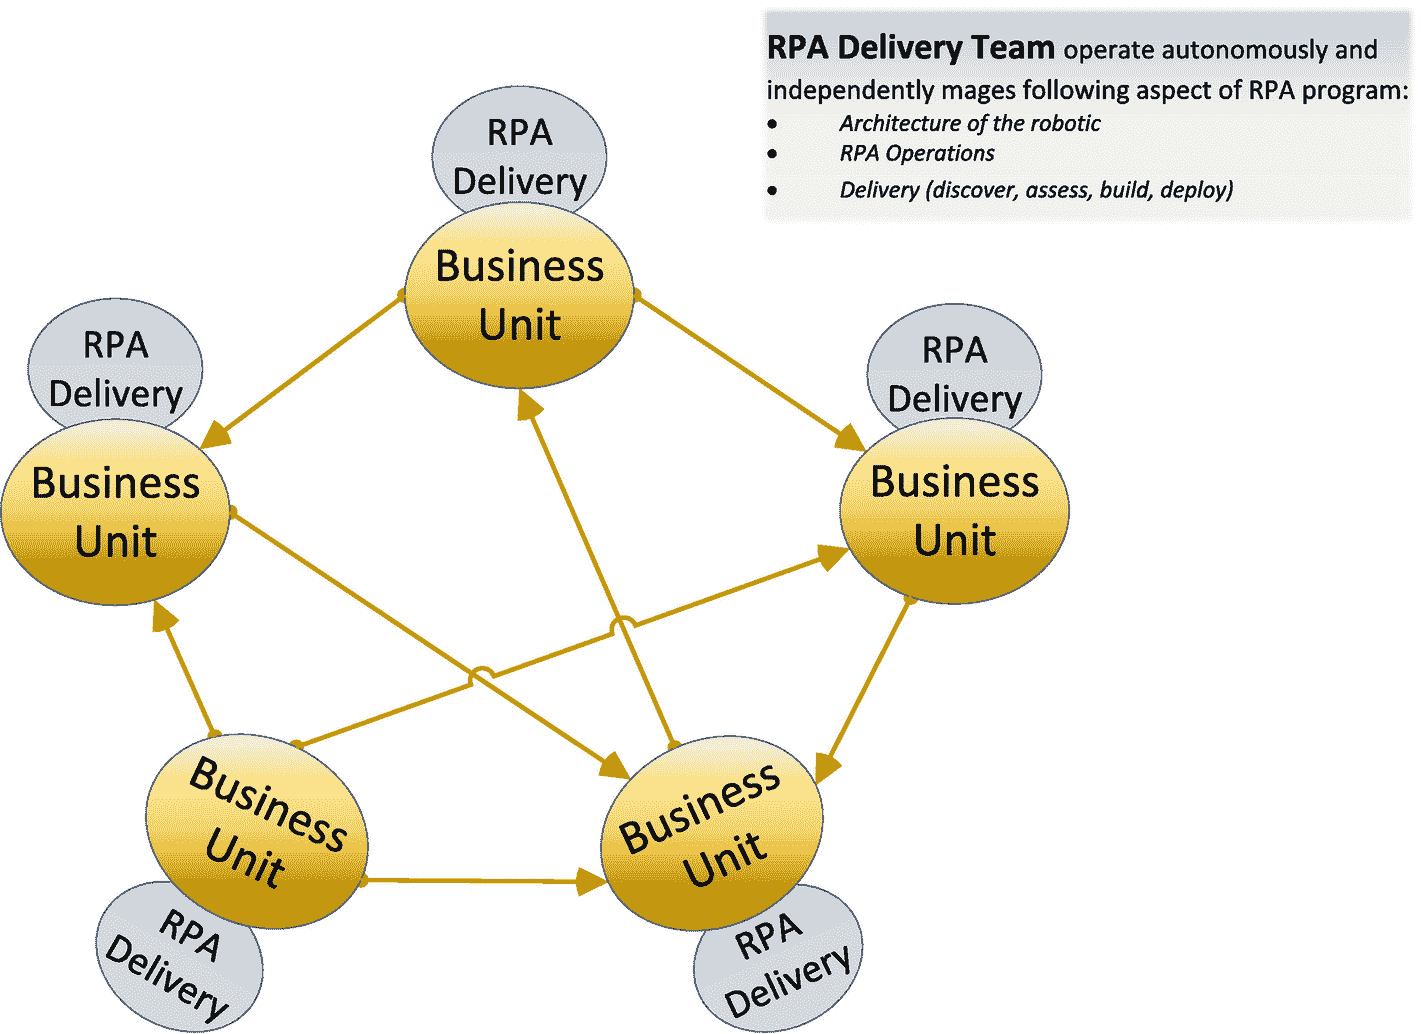 RPA Delivery Team operate autonomously and
independently mages following aspect of RPA program:
• Architecture of the robotic
• RPA Operations
• Delivery (discover, assess, build, deploy)
RPA
Delivery
Business
Unit
RPA
Delivery
Business
Unit
RPA
Delivery
Business
Unit
Business
Unit
RPA
Delivery
Business
Unit
RPA
Delivery